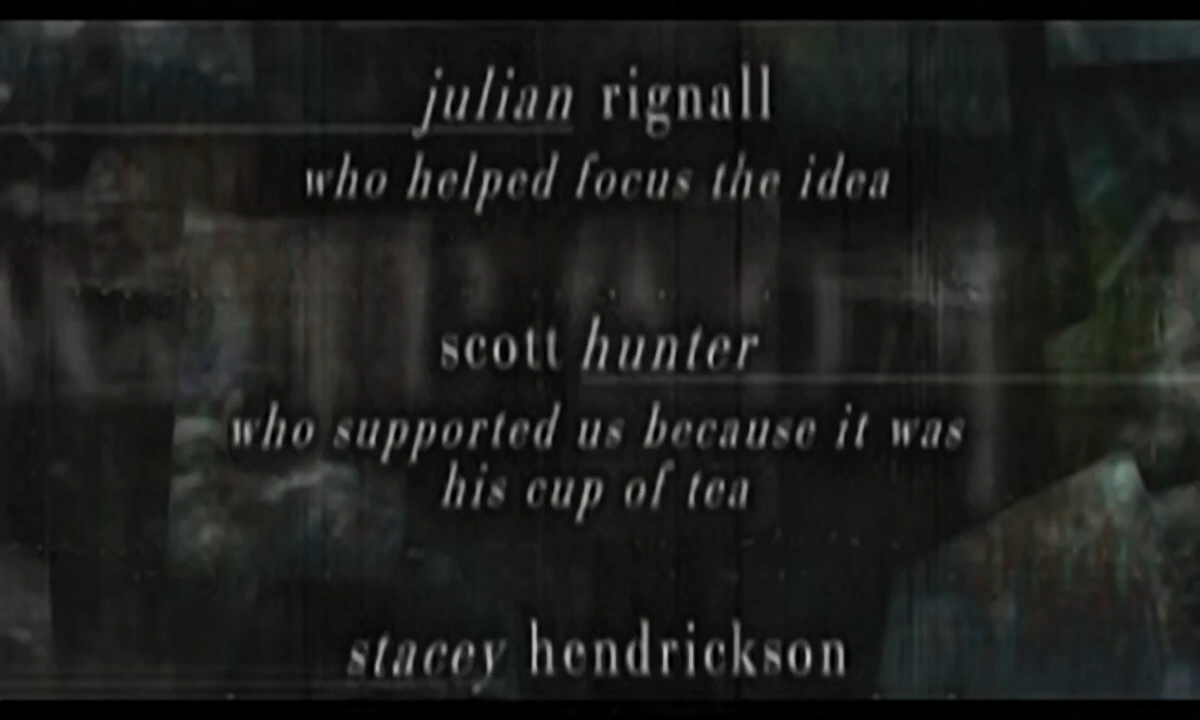 julian rignall
who helped focus the idea
scott hunter
who supported us because it was
his cup of tea
stacey hendrickson